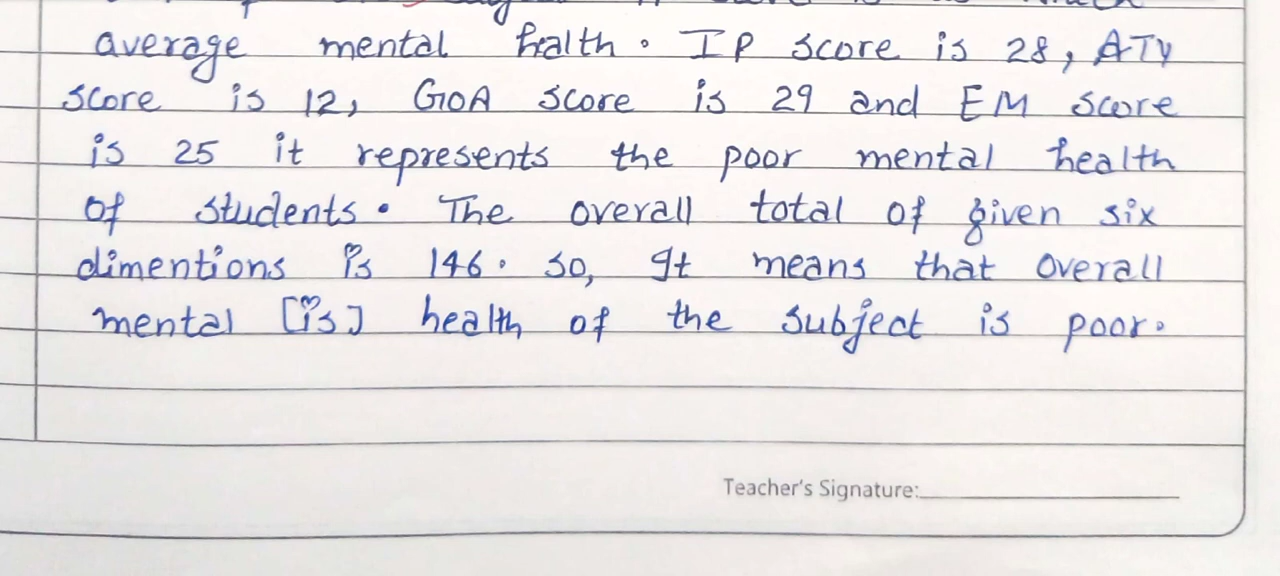 average mental health. IP score is 28, ATY
score is 12, GOA score is 29 and EM score
is 25 it represents the poor mental health
of students. The overall total of given six
dimentions is 146. so, It means that overall
mental [is] health of the subject is poor.
Teacher's Signature: